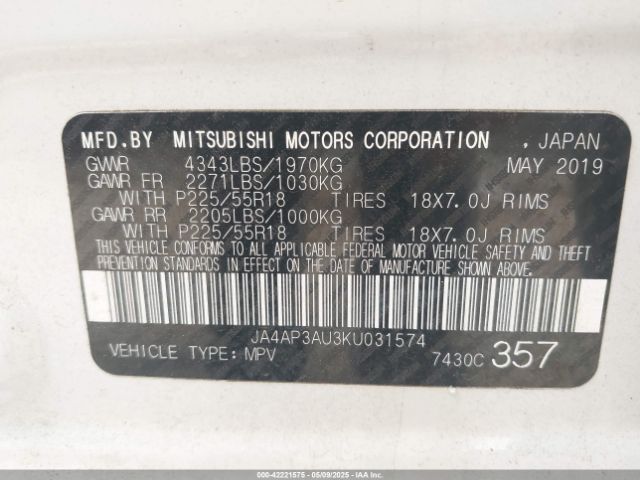 MFD.BY MITSUBISHI MOTORS CORPORATION , JAPAN
GVWR 4343LBS/1970KG MAY 2019
GAWR FR 2271LBS/1030KG
WITH P225/55R18 TIRES 18X7.0J RIMS
GAWR RR 2205LBS/1000KG
WITH P225/55R18 TIRES 18X7.0J RIMS
THIS VEHICLE CONFORMS TO ALL APPLICABLE FEDERAL MOTOR VEHICLE SAFETY AND THEFT
PREVENTION STANDARDS IN EFFECT ON THE DATE OF MANUFACTURE SHOWN ABOVE.
JA4AP3AU3KU031574
VEHICLE TYPE: MPV 7430C 357
000-42221575 - 05/09/2025 - IAAI.COM